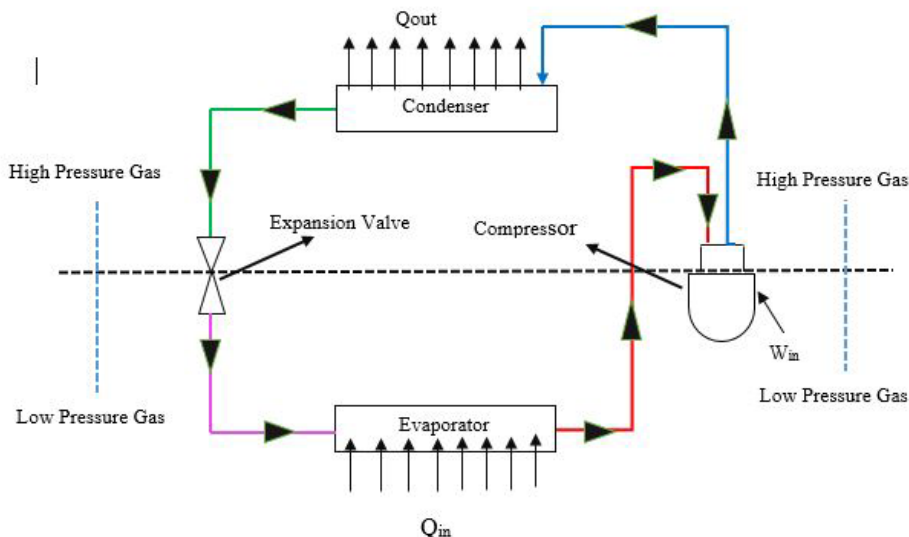 Qout
Condenser
High Pressure Gas
High Pressure Gas
Expansion Valve
Compressor
Win
Low Pressure Gas
Low Pressure Gas
Evaporator
Qin